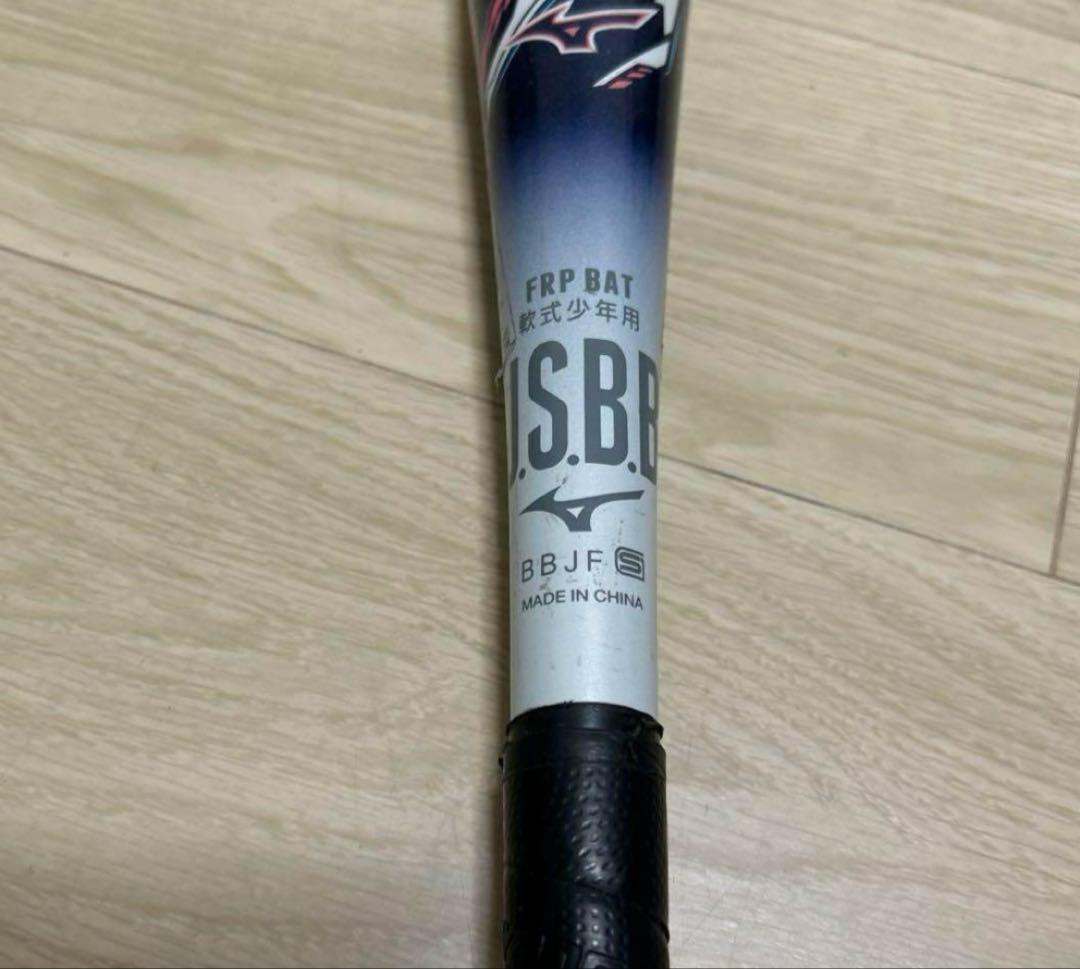 FRP BAT
軟式少年用
J.S.B.B
BBJF S
MADE IN CHINA